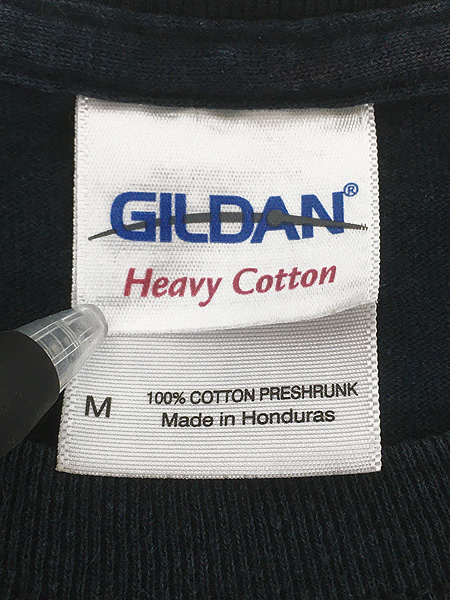 GILDAN®
Heavy Cotton
M 100% COTTON PRESHRUNK
Made in Honduras